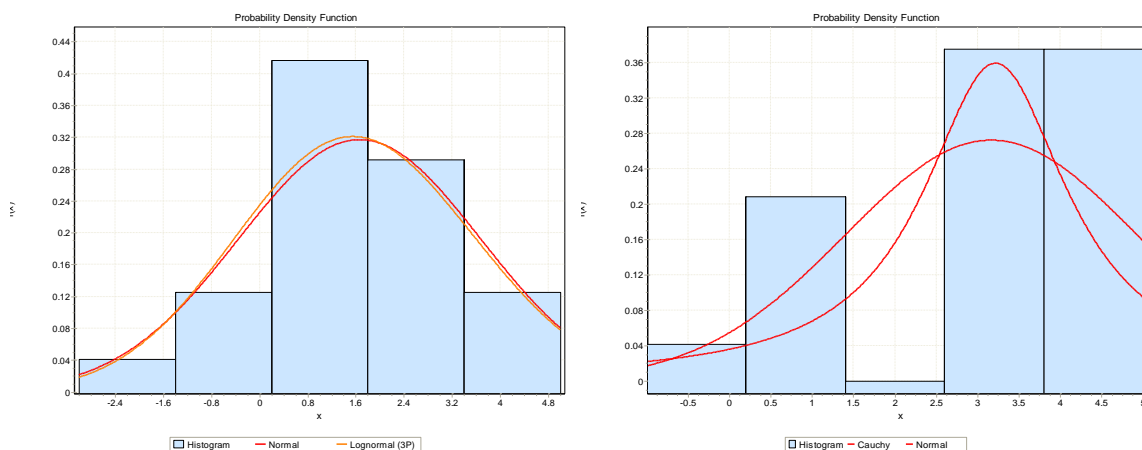 Probability Density Function
0.44
0.4
0.36
0.32
0.28
0.24
0.2
0.16
0.12
0.08
0.04
0
-2.4 -1.6 -0.8 0 0.8 1.6 2.4 3.2 4 4.8
x
Histogram Normal Lognormal (3P)
Probability Density Function
0.36
0.32
0.28
0.24
0.2
0.16
0.12
0.08
0.04
0
-0.5 0 0.5 1 1.5 2 2.5 3 3.5 4 4.5
x
Histogram Cauchy Normal